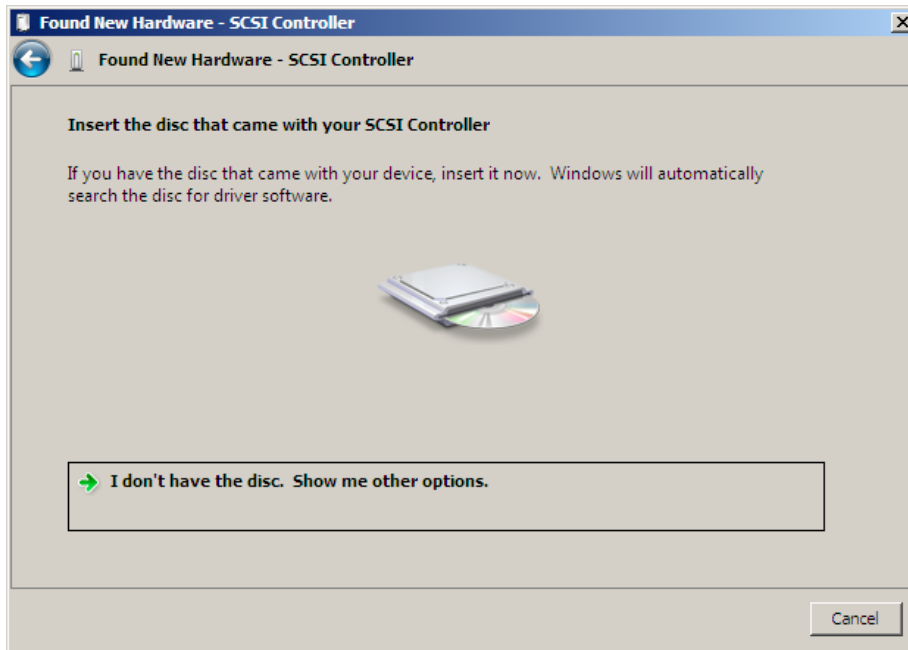 Found New Hardware - SCSI Controller
Found New Hardware - SCSI Controller
Insert the disc that came with your SCSI Controller
If you have the disc that came with your device, insert it now.  Windows will automatically
search the disc for driver software.
I don't have the disc.  Show me other options.
Cancel